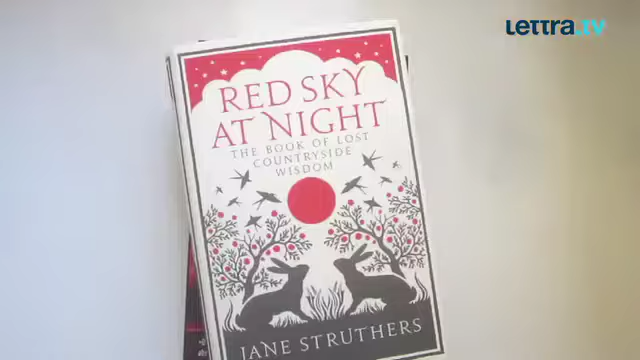 LETTRA.TV
RED SKY
AT NIGHT
THE BOOK OF LOST
COUNTRYSIDE
WISDOM
JANE STRUTHERS